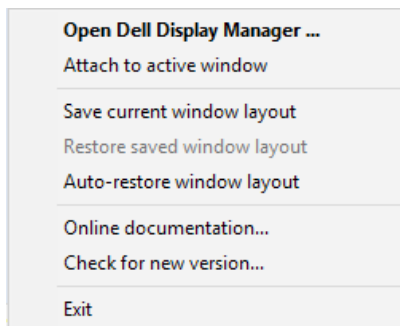 Open Dell Display Manager ...
Attach to active window
Save current window layout
Restore saved window layout
Auto-restore window layout
Online documentation...
Check for new version...
Exit